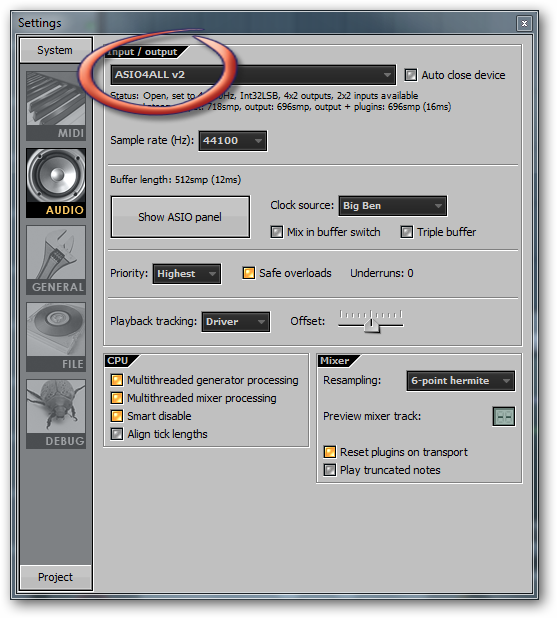 Settings
x
System
Input / output
ASIO4ALL v2
Auto close device
Status: Open, set to Hz, Int32LSB, 4x2 outputs, 2x2 inputs available
718smp, output: 696smp, output + plugins: 696smp (16ms)
MIDI
Sample rate (Hz): 44100
Buffer length: 512smp (12ms)
Show ASIO panel
Clock source: Big Ben
Mix in buffer switch
Triple buffer
AUDIO
Priority: Highest
Safe overloads
Underruns: 0
GENERAL
Playback tracking: Driver
Offset:
FILE
CPU
Multithreaded generator processing
Multithreaded mixer processing
Smart disable
Align tick lengths
Mixer
Resampling: 6-point hermite
Preview mixer track: --
Reset plugins on transport
Play truncated notes
DEBUG
Project